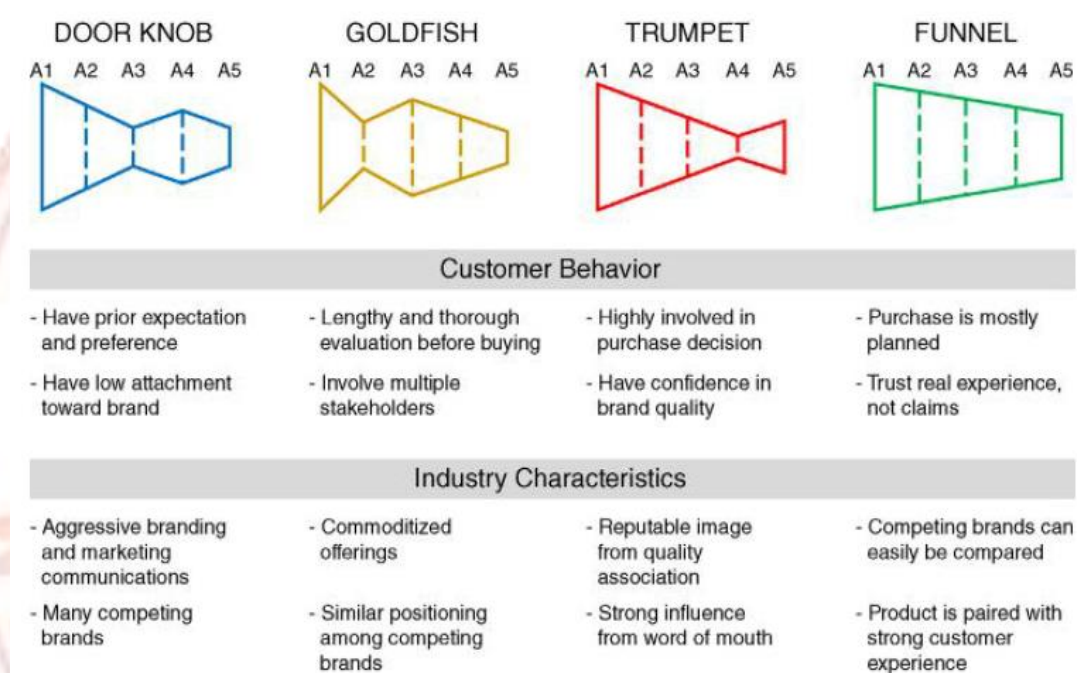 DOOR KNOB
A1 A2 A3 A4 A5
GOLDFISH
A1 A2 A3 A4 A5
TRUMPET
A1 A2 A3 A4 A5
FUNNEL
A1 A2 A3 A4 A5
Customer Behavior
- Have prior expectation
and preference
- Have low attachment
toward brand
- Lengthy and thorough
evaluation before buying
- Involve multiple
stakeholders
- Highly involved in
purchase decision
- Have confidence in
brand quality
- Purchase is mostly
planned
- Trust real experience,
not claims
Industry Characteristics
- Aggressive branding
and marketing
communications
- Many competing
brands
- Commoditized
offerings
- Similar positioning
among competing
brands
- Reputable image
from quality
association
- Strong influence
from word of mouth
- Competing brands can
easily be compared
- Product is paired with
strong customer
experience